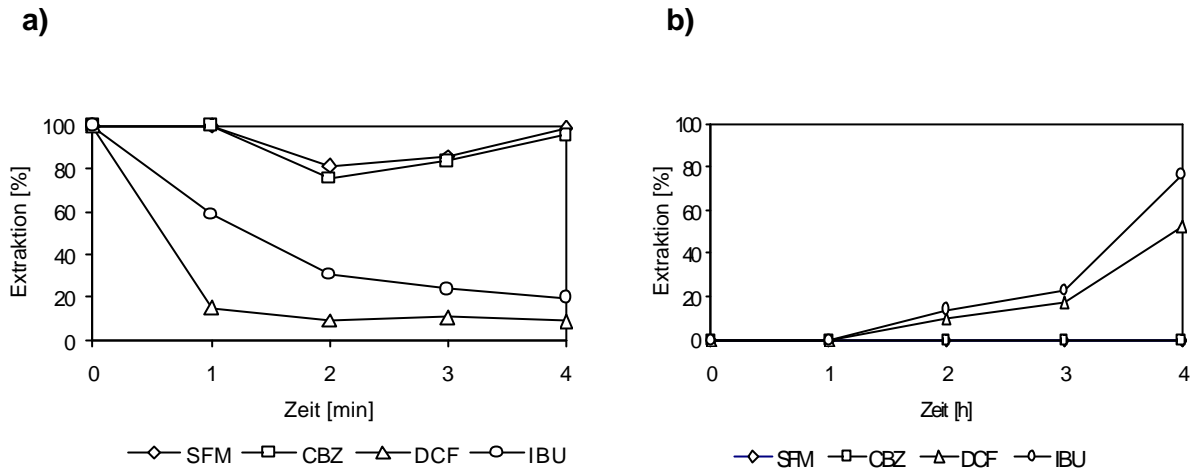 a)
Extraktion [%]
100
80
60
40
20
0
0 1 2 3 4
Zeit [min]
SFM CBZ DCF IBU
b)
Extraktion [%]
100
80
60
40
20
0
0 1 2 3 4
Zeit [h]
SFM CBZ DCF IBU